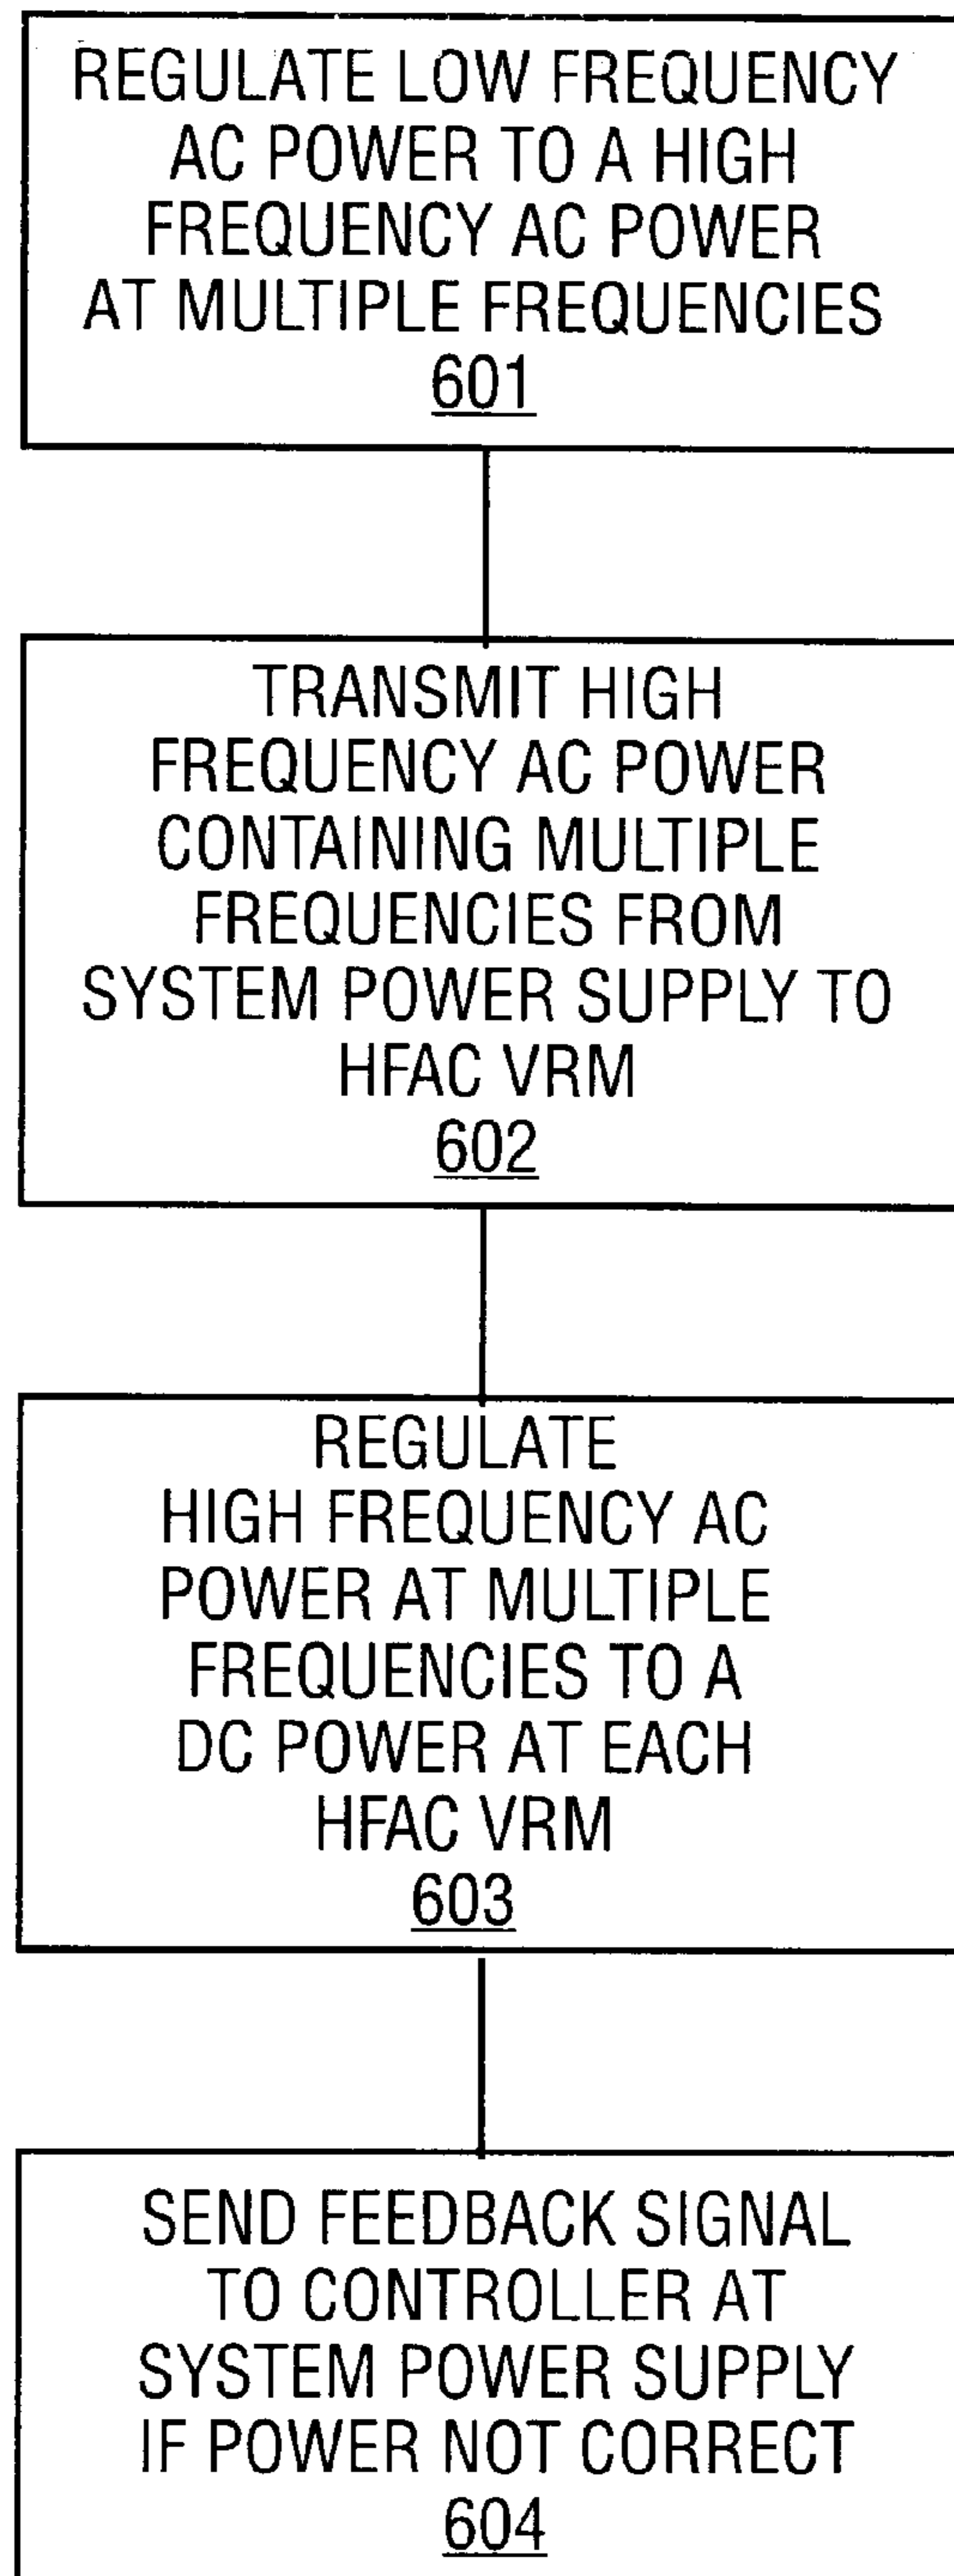 REGULATE LOW FREQUENCY
AC POWER TO A HIGH
FREQUENCY AC POWER
AT MULTIPLE FREQUENCIES
601
TRANSMIT HIGH
FREQUENCY AC POWER
CONTAINING MULTIPLE
FREQUENCIES FROM
SYSTEM POWER SUPPLY TO
HFAC VRM
602
REGULATE
HIGH FREQUENCY AC
POWER AT MULTIPLE
FREQUENCIES TO A
DC POWER AT EACH
HFAC VRM
603
SEND FEEDBACK SIGNAL
TO CONTROLLER AT
SYSTEM POWER SUPPLY
IF POWER NOT CORRECT
604